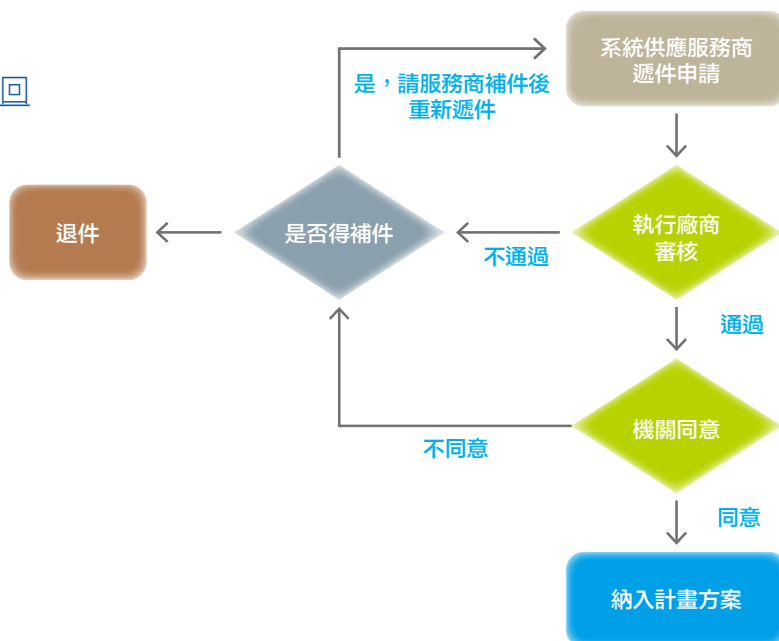 系統供應服務商
遞件申請
是，請服務商補件後
重新遞件
執行廠商
審核
不通過
是否得補件
退件
通過
機關同意
不同意
同意
納入計畫方案